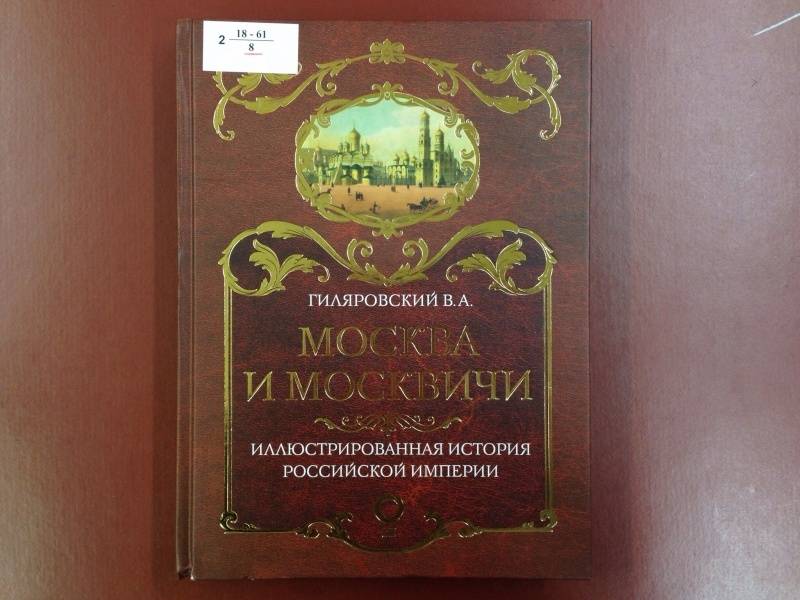 2 18 - 61
8
ГИЛЯРОВСКИЙ В.А.
МОСКВА
И МОСКВИЧИ
ИЛЛЮСТРИРОВАННАЯ ИСТОРИЯ
РОССИЙСКОЙ ИМПЕРИИ